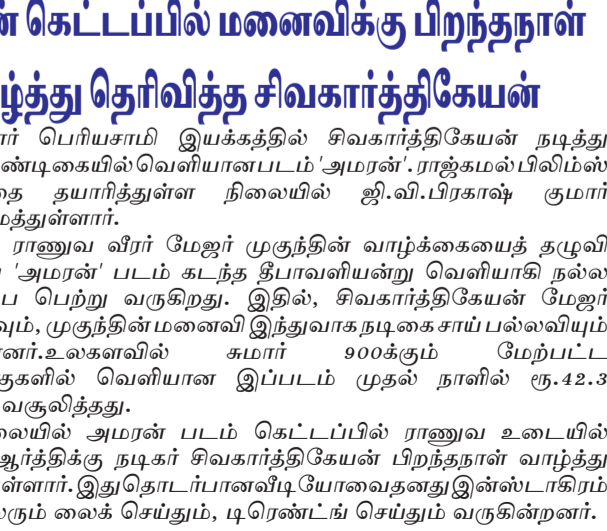 ன் கெட்டப்பில் மனைவிக்கு பிறந்தநாள்
ழ்த்து தெரிவித்த சிவகார்த்திகேயன்
ார் பெரியசாமி இயக்கத்தில் சிவகார்த்திகேயன் நடித்து
ண்டிகையில் வெளியான படம் 'அமரன்'. ராஜ்கமல் பிலிம்ஸ்
தை தயாரித்துள்ள நிலையில் ஜி.வி.பிரகாஷ் குமார்
மத்துள்ளார்.
ராணுவ வீரர் மேஜர் முகுந்தின் வாழ்க்கையைத் தழுவி
'அமரன்' படம் கடந்த தீபாவளியன்று வெளியாகி நல்ல
ப பெற்று வருகிறது. இதில், சிவகார்த்திகேயன் மேஜர்
வும், முகுந்தின் மனைவி இந்துவாக நடிகை சாய் பல்லவியும்
னர்.உலகளவில் சுமார் 900க்கும் மேற்பட்ட
குகளில் வெளியான இப்படம் முதல் நாளில் ரூ.42.3
வசூலித்தது.
லையில் அமரன் படம் கெட்டப்பில் ராணுவ உடையில்
ஆர்த்திக்கு நடிகர் சிவகார்த்திகேயன் பிறந்தநாள் வாழ்த்து
ள்ளார்.இதுதொடர்பான வீடியோவை தனது இன்ஸ்டாகிரம்
லரும் லைக் செய்தும், டிரெண்ட்ங் செய்தும் வருகின்றனர்.